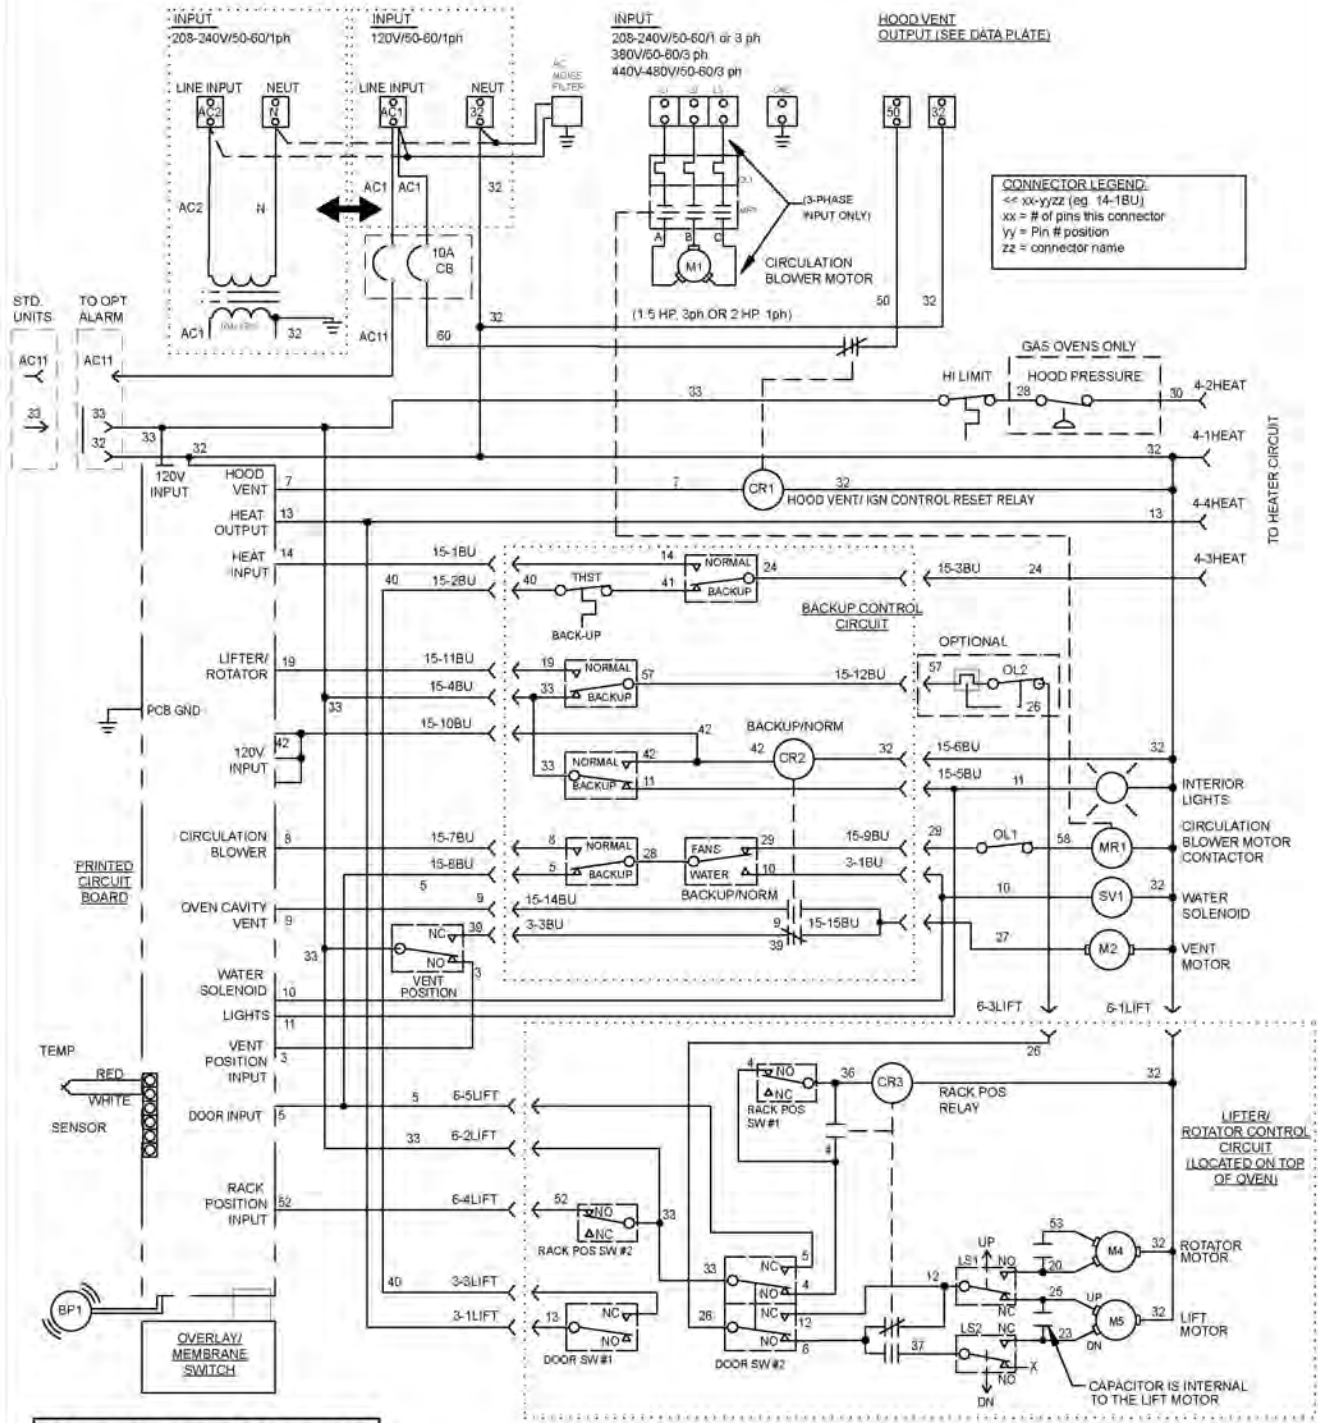 INPUT
208-240V/50-60/1ph
INPUT
120V/50-60/1ph
INPUT
208-240V/50-60/1 or 3 ph
380V/50-60/3 ph
440V-480V/50-60/3 ph
HOOD VENT
OUTPUT (SEE DATA PLATE)
AC
NOISE
FILTER
LINE INPUT
NEUT
LINE INPUT
NEUT
AC2
N
AC1
32
L1
L2
L3
GND
50
32
AC1
AC1
32
AC2
N
10A
CB
OL1
MR1
(3-PHASE
INPUT ONLY)
A
B
C
M1
CIRCULATION
BLOWER MOTOR
CONNECTOR LEGEND:
<< xx-yyzz (eg. 14-1BU)
xx = # of pins this connector
yy = Pin # position
zz = connector name
STD.
UNITS
TO OPT
ALARM
AC1
32
AC11
60
32
(1.5 HP, 3ph OR 2 HP, 1ph)
50
32
AC11
AC11
GAS OVENS ONLY
HI LIMIT
28
HOOD PRESSURE
30
4-2HEAT
33
33
33
32
33
32
32
4-1HEAT
120V
INPUT
HOOD
VENT
7
7
CR1
32
HOOD VENT/ IGN CONTROL RESET RELAY
HEAT
OUTPUT
13
13
4-4HEAT
TO HEATER CIRCUIT
HEAT
INPUT
14
15-1BU
14
NORMAL
24
BACKUP
15-3BU
24
4-3HEAT
40
15-2BU
40
THST
41
BACK-UP
BACKUP CONTROL
CIRCUIT
OPTIONAL
LIFTER/
ROTATOR
19
15-11BU
19
NORMAL
57
BACKUP
15-12BU
57
OL2
26
15-4BU
33
33
PCB GND
15-10BU
42
BACKUP/NORM
120V
INPUT
42
33
NORMAL
42
BACKUP
11
42
CR2
32
15-6BU
32
15-5BU
11
INTERIOR
LIGHTS
CIRCULATION
BLOWER
8
15-7BU
8
NORMAL
28
BACKUP
FANS
29
WATER
10
BACKUP/NORM
15-9BU
29
OL1
58
MR1
CIRCULATION
BLOWER MOTOR
CONTACTOR
15-8BU
5
5
3-1BU
PRINTED
CIRCUIT
BOARD
OVEN CAVITY
VENT
9
9
15-14BU
10
SV1
32
WATER
SOLENOID
NC
39
3-3BU
9
39
15-15BU
27
M2
VENT
MOTOR
33
NO
3
VENT
POSITION
WATER
SOLENOID
10
LIGHTS
11
6-3LIFT
6-1LIFT
VENT
POSITION
INPUT
3
26
TEMP
RED
WHITE
SENSOR
DOOR INPUT
5
5
6-5LIFT
4
NO
NC
RACK POS
SW #1
36
CR3
RACK POS
RELAY
32
4
33
6-2LIFT
LIFTER/
ROTATOR CONTROL
CIRCUIT
(LOCATED ON TOP
OF OVEN)
RACK
POSITION
INPUT
52
6-4LIFT
52
NO
NC
33
RACK POS SW #2
53
M4
32
ROTATOR
MOTOR
UP
LS1
NO
20
NC
33
NC
5
NO
4
12
25
UP
M5
32
LIFT
MOTOR
DN
40
3-3LIFT
3-1LIFT
13
NC
NO
DOOR SW #1
26
NC
12
NO
6
DOOR SW #2
37
LS2
NC
23
NO
X
DN
BP1
OVERLAY/
MEMBRANE
SWITCH
CAPACITOR IS INTERNAL
TO THE LIFT MOTOR